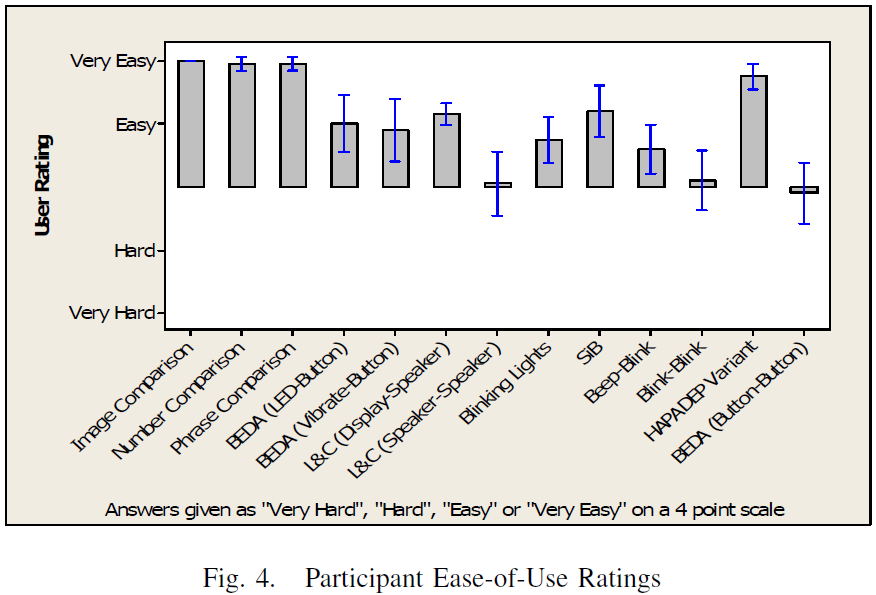 Very Easy
Easy
Hard
Very Hard
User Rating
Image Comparison
Number Comparison
Phrase Comparison
BEDA (LED-Button)
BEDA (Vibrate-Button)
L&C (Display-Speaker)
L&C (Speaker-Speaker)
Blinking Lights
SiB
Beep-Blink
Blink-Blink
HAPADEP Variant
BEDA (Button-Button)
Answers given as "Very Hard", "Hard", "Easy" or "Very Easy" on a 4 point scale
Fig. 4. Participant Ease-of-Use Ratings